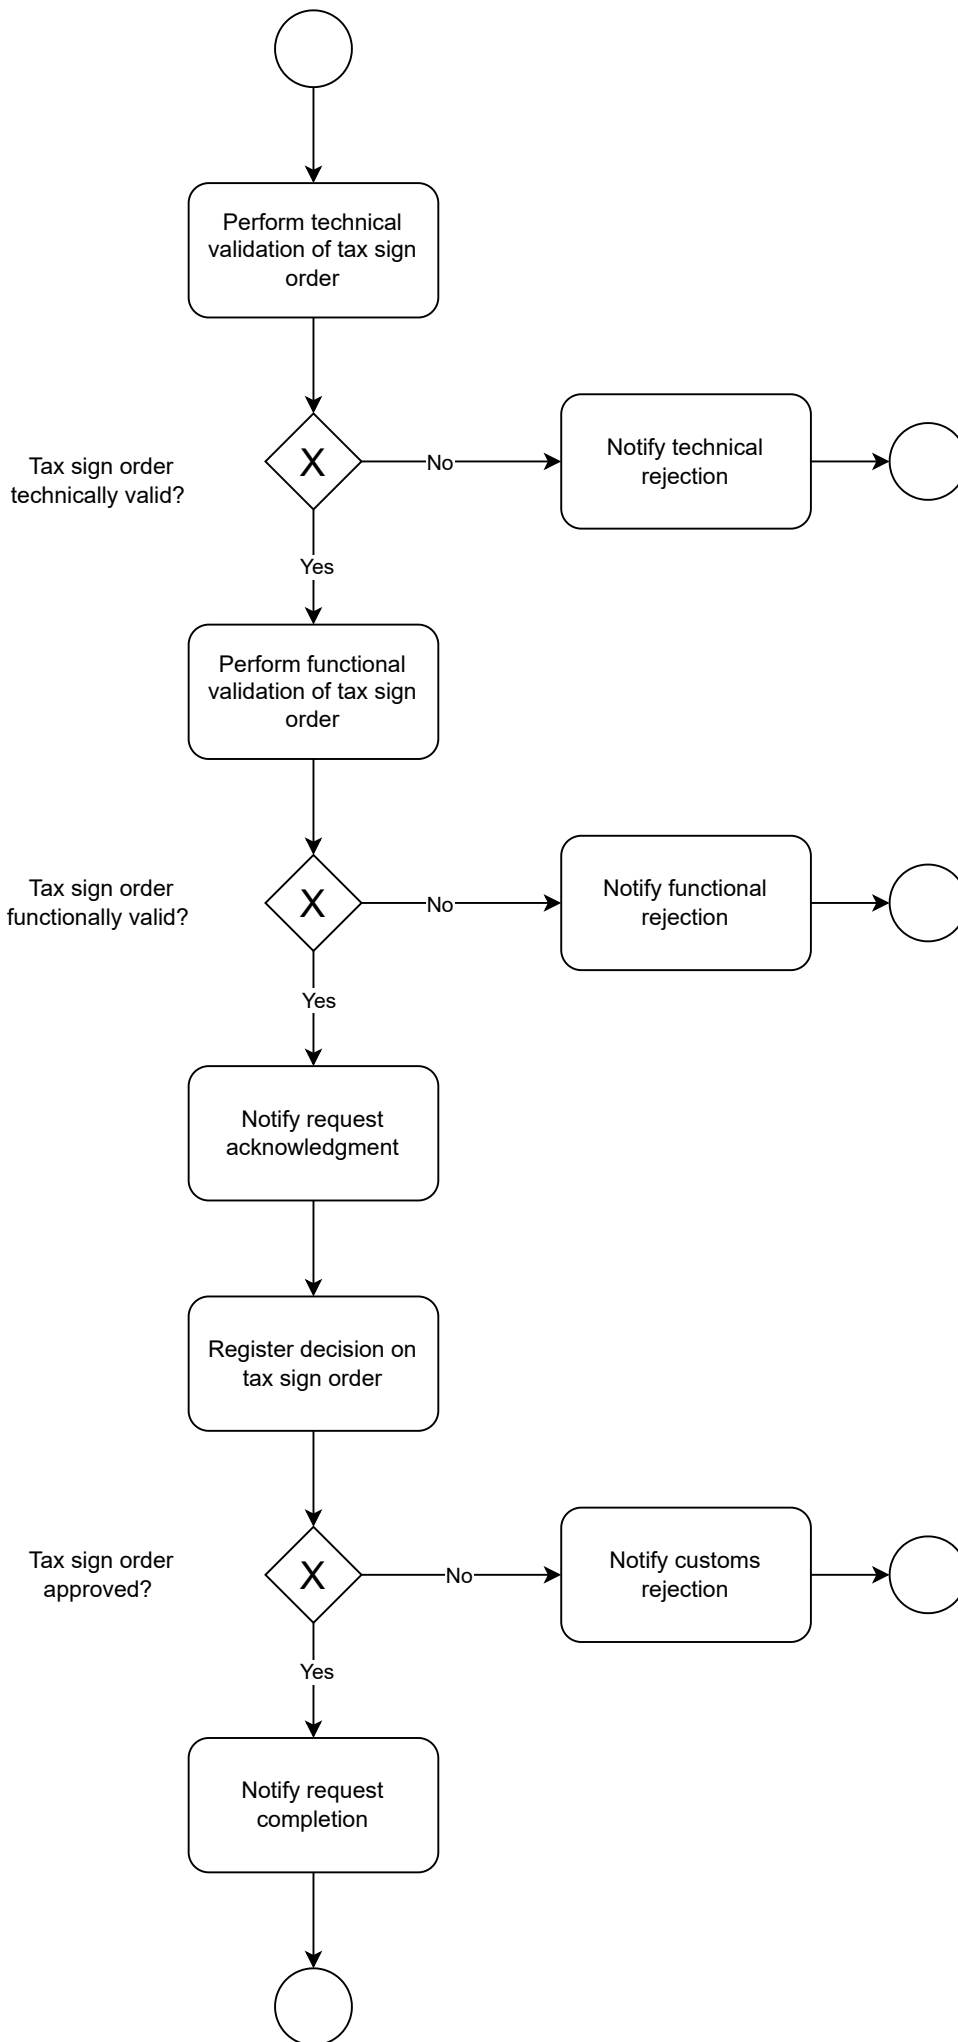 Perform technical
validation of tax sign
order
Tax sign order
technically valid?
X
No
Notify technical
rejection
Yes
Perform functional
validation of tax sign
order
Tax sign order
functionally valid?
X
No
Notify functional
rejection
Yes
Notify request
acknowledgment
Register decision on
tax sign order
Tax sign order
approved?
X
No
Notify customs
rejection
Yes
Notify request
completion